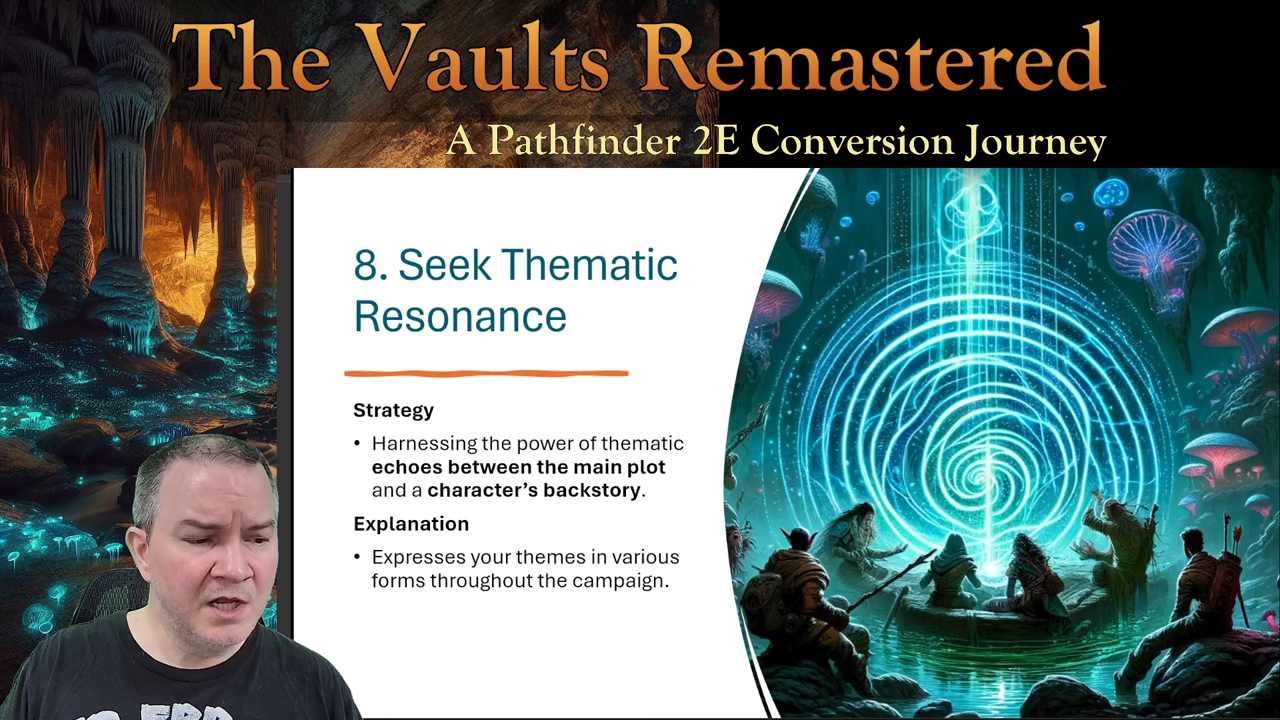 The Vaults Remastered
A Pathfinder 2E Conversion Journey
8. Seek Thematic
Resonance
Strategy
• Harnessing the power of thematic
echoes between the main plot
and a character’s backstory.
Explanation
• Expresses your themes in various
forms throughout the campaign.